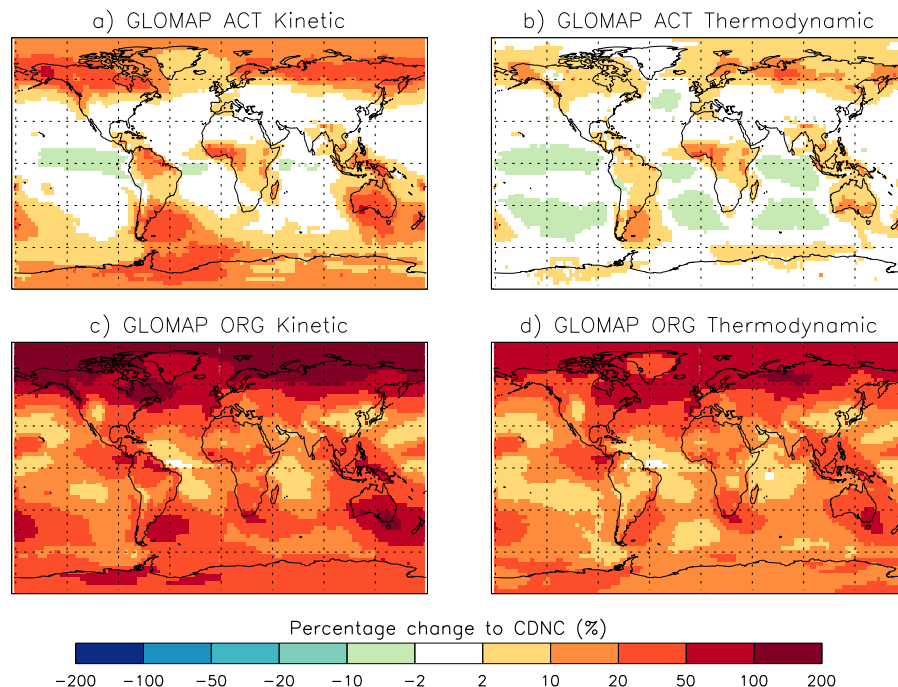 a) GLOMAP ACT Kinetic
b) GLOMAP ACT Thermodynamic
c) GLOMAP ORG Kinetic
d) GLOMAP ORG Thermodynamic
Percentage change to CDNC (%)
-200 -100 -50 -20 -10 -2 2 10 20 50 100 200